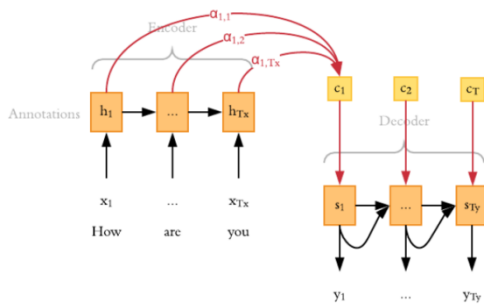 α1,1
Encoder
α1,2
α1,Tx
c1 c2 cT
Annotations
h1 ... hTx
Decoder
x1 ... xTx
s1 ... sTy
How are you
y1 ... yTy